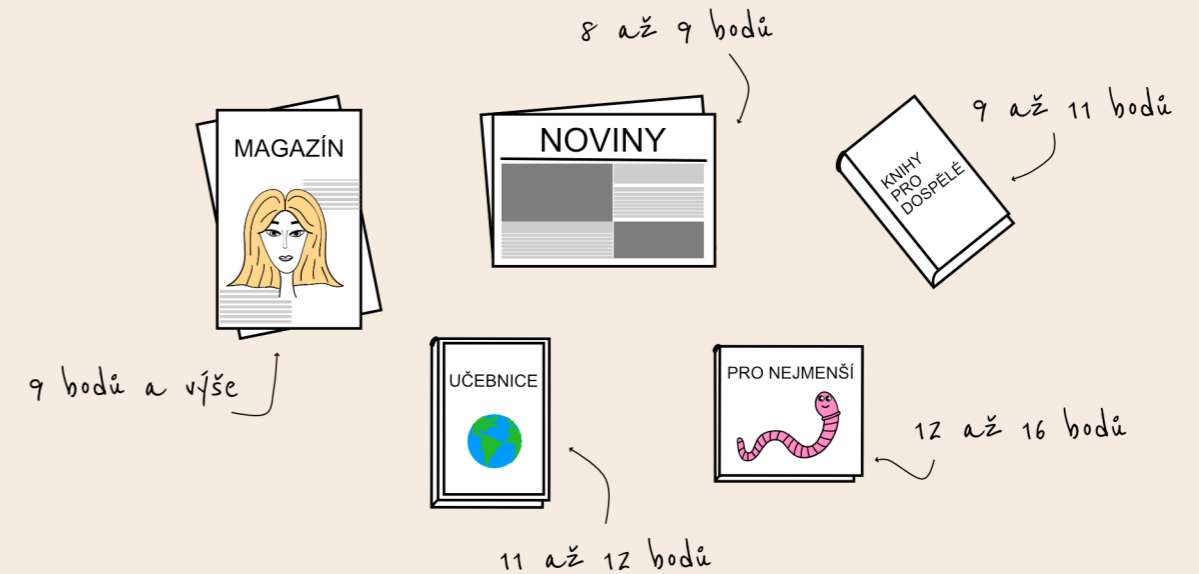 8 až 9 bodů
MAGAZÍN
NOVINY
9 až 11 bodů
KNIHY
PRO
DOSPĚLÉ
9 bodů a výše
UČEBNICE
PRO NEJMENŠÍ
12 až 16 bodů
11 až 12 bodů